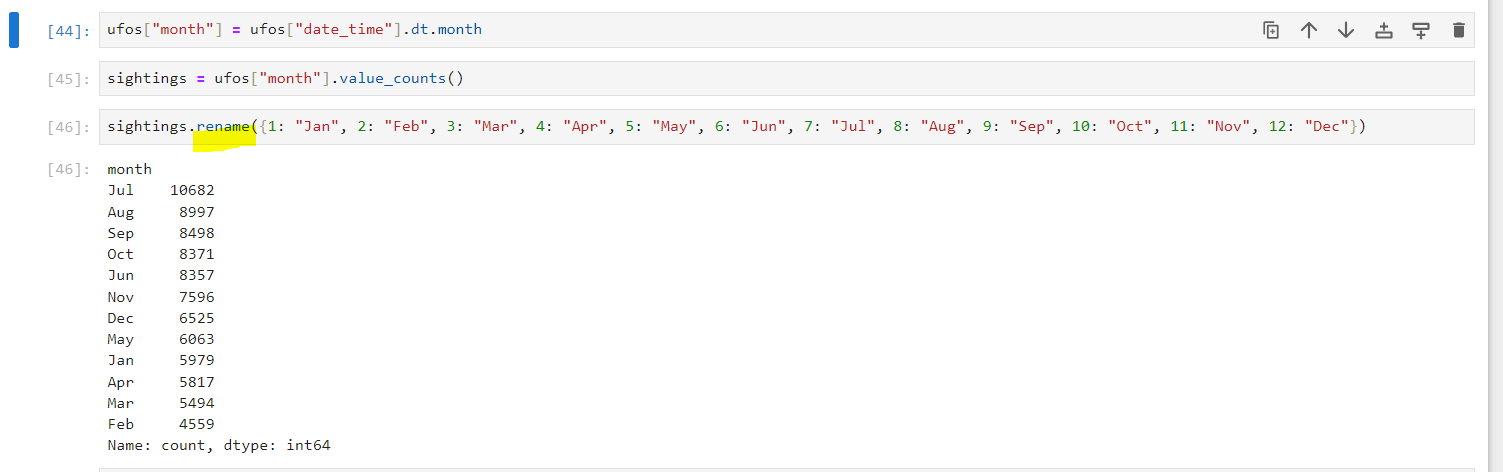 [44]: ufos["month"] = ufos["date_time"].dt.month
[45]: sightings = ufos["month"].value_counts()
[46]: sightings.rename({1: "Jan", 2: "Feb", 3: "Mar", 4: "Apr", 5: "May", 6: "Jun", 7: "Jul", 8: "Aug", 9: "Sep", 10: "Oct", 11: "Nov", 12: "Dec"})
[46]: month
Jul 10682
Aug 8997
Sep 8498
Oct 8371
Jun 8357
Nov 7596
Dec 6525
May 6063
Jan 5979
Apr 5817
Mar 5494
Feb 4559
Name: count, dtype: int64